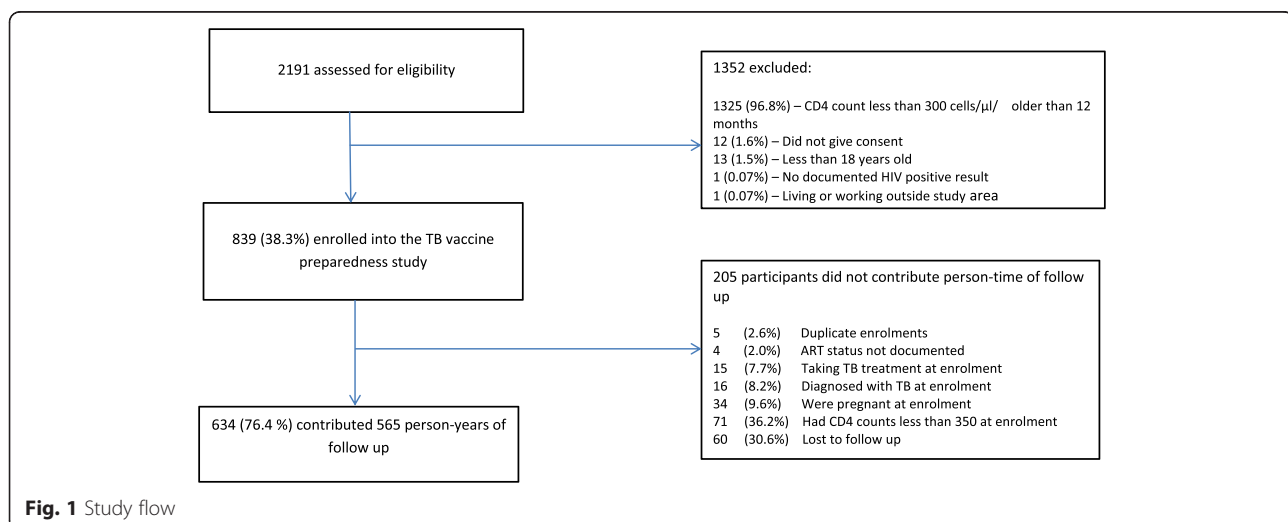 2191 assessed for eligibility
1352 excluded:
1325 (96.8%) – CD4 count less than 300 cells/µl/ older than 12
months
12 (1.6%) – Did not give consent
13 (1.5%) – Less than 18 years old
1 (0.07%) – No documented HIV positive result
1 (0.07%) – Living or working outside study area
839 (38.3%) enrolled into the TB vaccine
preparedness study
205 participants did not contribute person-time of follow
up
5 (2.6%) Duplicate enrolments
4 (2.0%) ART status not documented
15 (7.7%) Taking TB treatment at enrolment
16 (8.2%) Diagnosed with TB at enrolment
34 (9.6%) Were pregnant at enrolment
71 (36.2%) Had CD4 counts less than 350 at enrolment
60 (30.6%) Lost to follow up
634 (76.4 %) contributed 565 person-years of
follow up
Fig. 1 Study flow